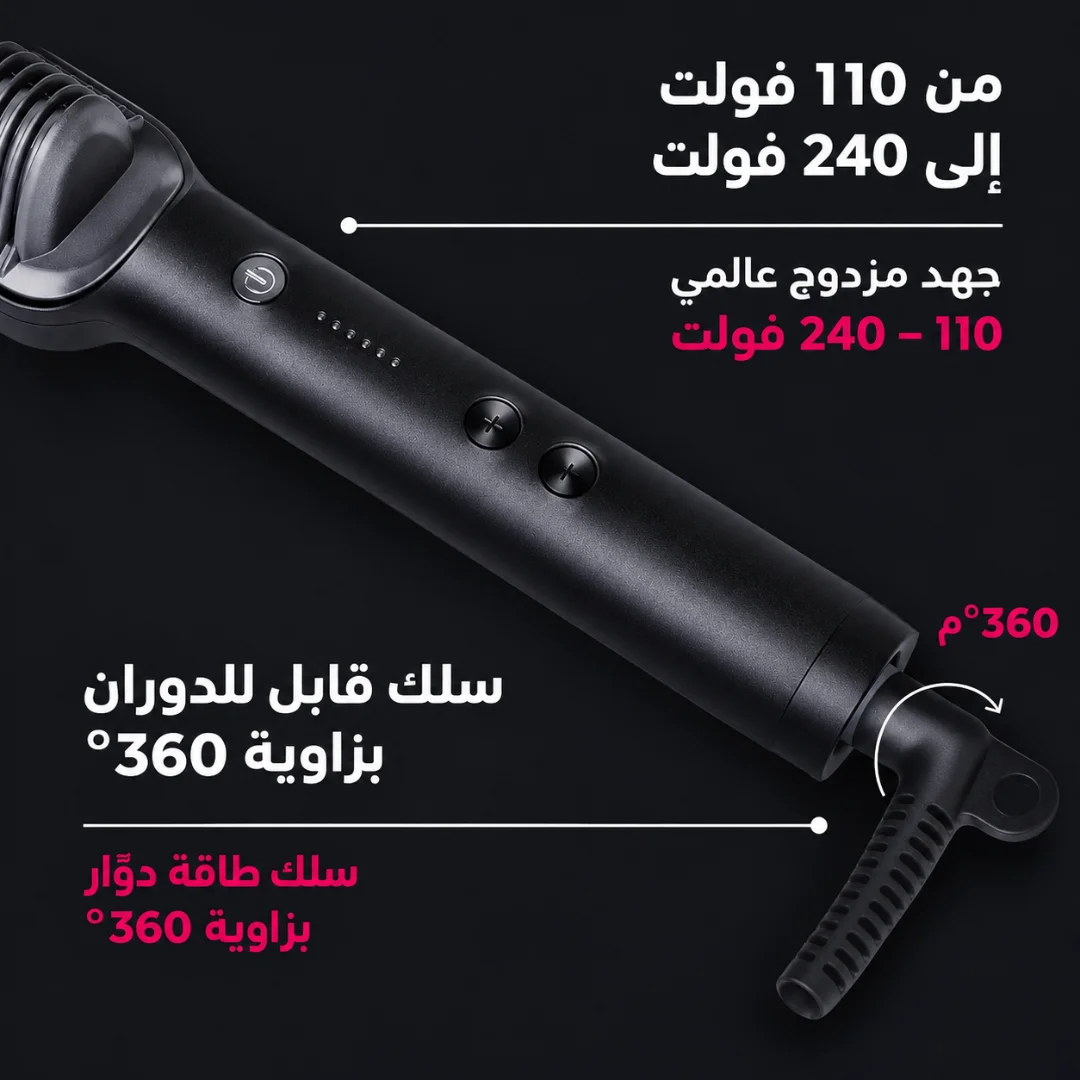 من 110 فولت
إلى 240 فولت
جهد مزدوج عالمي
110 – 240 فولت
360°م
سلك قابل للدوران
بزاوية 360°
سلك طاقة دوَّار
بزاوية 360°